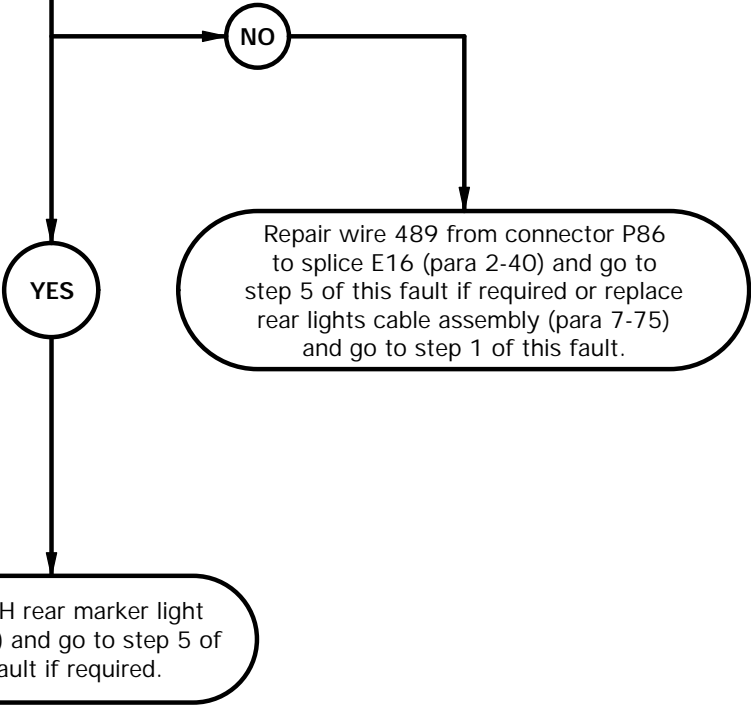 NO
Repair wire 489 from connector P86
to splice E16 (para 2-40) and go to
step 5 of this fault if required or replace
rear lights cable assembly (para 7-75)
and go to step 1 of this fault.
YES
H rear marker light
) and go to step 5 of
ault if required.